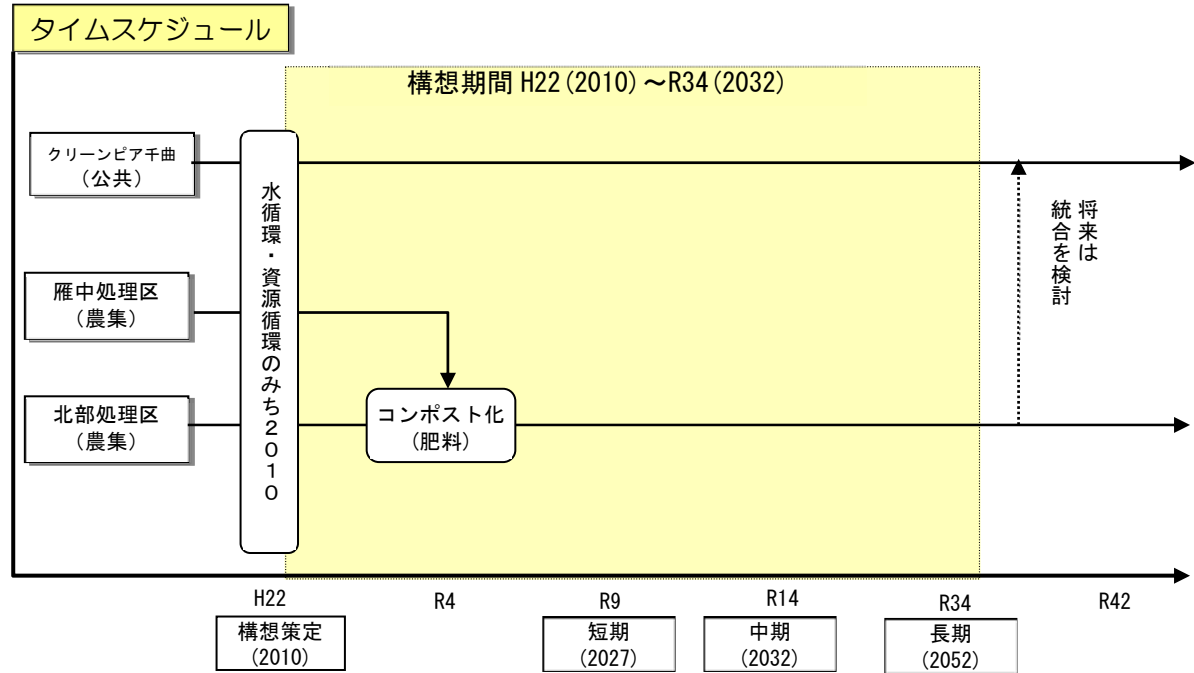 タイムスケジュール
構想期間 H22(2010)～R34(2032)
クリーンピア千曲
(公共)
水循環・資源循環のみち2010
将来は
統合を検討
雁中処理区
(農集)
北部処理区
(農集)
コンポスト化
(肥料)
H22
R4
R9
R14
R34
R42
構想策定
(2010)
短期
(2027)
中期
(2032)
長期
(2052)